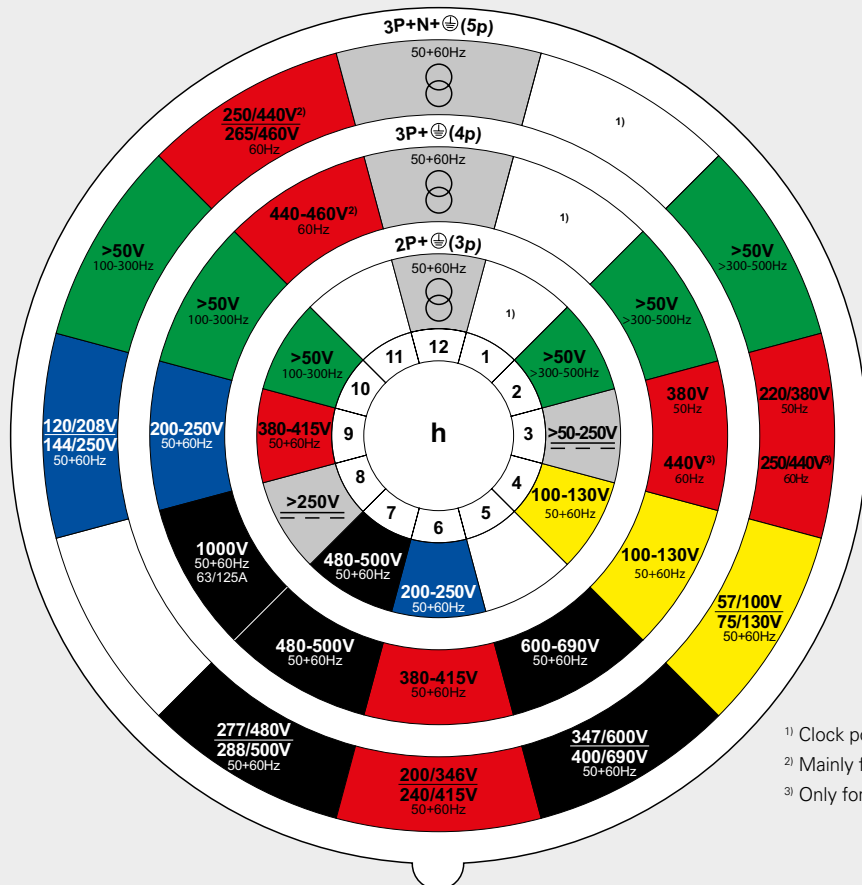 3P+N+⏚(5p)
50+60Hz
1)
>50V
>300-500Hz
220/380V
50Hz
250/440V3)
60Hz
57/100V
75/130V
50+60Hz
347/600V
400/690V
50+60Hz
200/346V
240/415V
50+60Hz
277/480V
288/500V
50+60Hz
120/208V
144/250V
50+60Hz
>50V
100-300Hz
250/440V2)
265/460V
60Hz
3P+⏚(4p)
50+60Hz
1)
>50V
>300-500Hz
380V
50Hz
440V3)
60Hz
100-130V
50+60Hz
600-690V
50+60Hz
380-415V
50+60Hz
480-500V
50+60Hz
1000V
50+60Hz
63/125A
200-250V
50+60Hz
>50V
100-300Hz
440-460V2)
60Hz
2P+⏚(3p)
50+60Hz
1)
>50V
>300-500Hz
>50-250V
100-130V
50+60Hz
200-250V
50+60Hz
480-500V
50+60Hz
>250V
380-415V
50+60Hz
>50V
100-300Hz
12
1
2
3
4
5
6
7
8
9
10
11
h
1) Clock
2) Mainly
3) Only for